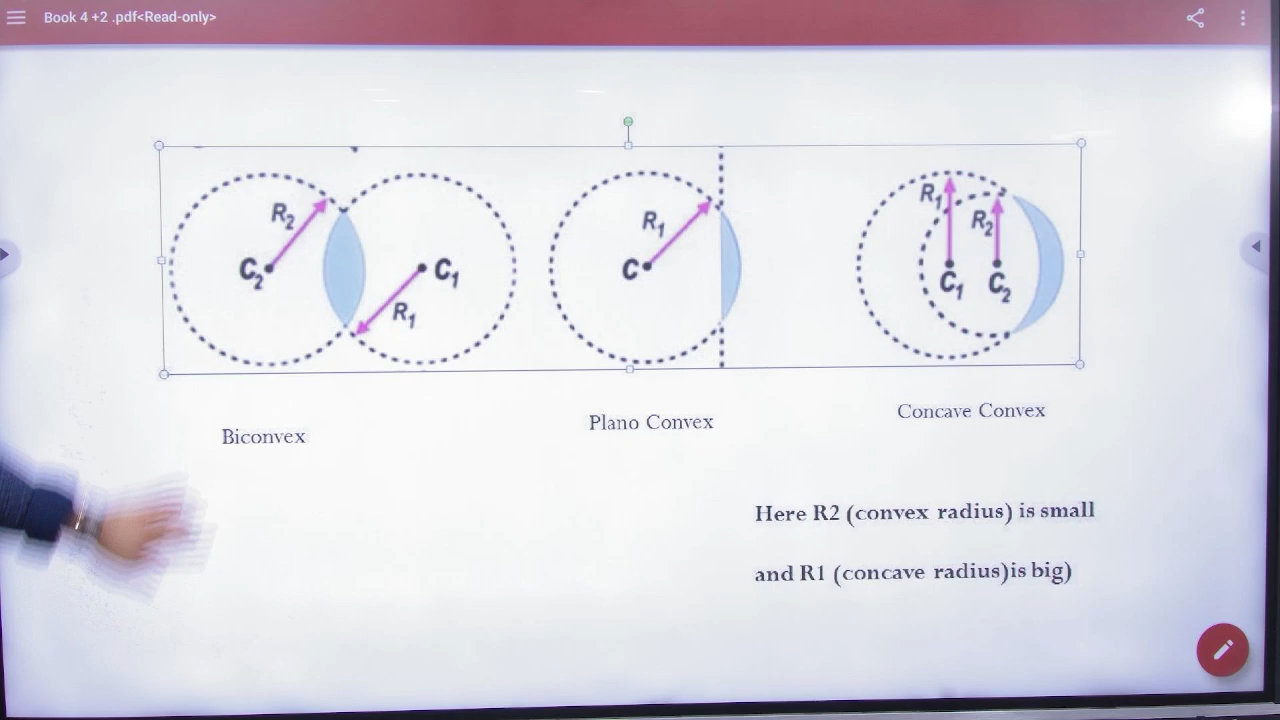 Book 4 +2 .pdf<Read-only>
R2
C2
C1
R1
R1
C
R1
R2
C1
C2
Biconvex
Plano Convex
Concave Convex
Here R2 (convex radius) is small
and R1 (concave radius)is big)